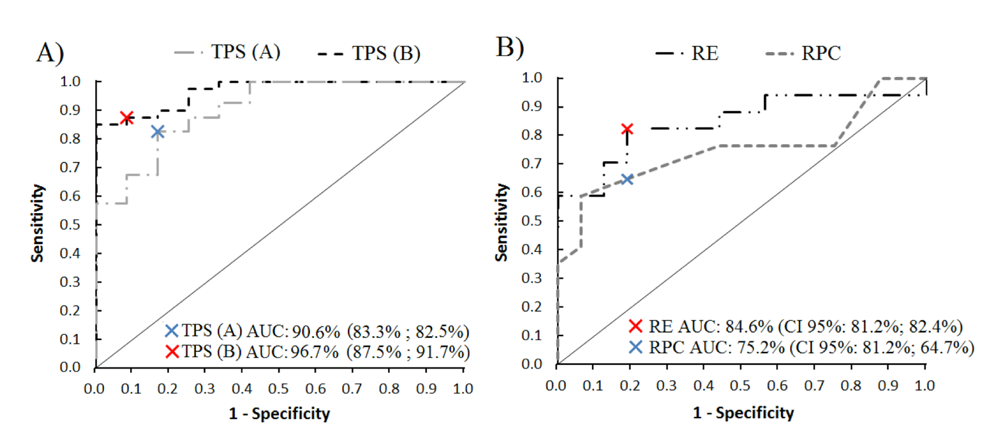 A)
TPS (A) TPS (B)
1.0
0.9
0.8
0.7
0.6
0.5
0.4
0.3
0.2
0.1
0.0
Sensitivity
TPS (A) AUC: 90.6% (83.3% ; 82.5%)
TPS (B) AUC: 96.7% (87.5% ; 91.7%)
0.0 0.1 0.2 0.3 0.4 0.5 0.6 0.7 0.8 0.9 1.0
1 - Specificity
B)
RE RPC
1.0
0.9
0.8
0.7
0.6
0.5
0.4
0.3
0.2
0.1
0.0
Sensitivity
RE AUC: 84.6% (CI 95%: 81.2%; 82.4%)
RPC AUC: 75.2% (CI 95%: 81.2%; 64.7%)
0.0 0.1 0.2 0.3 0.4 0.5 0.6 0.7 0.8 0.9 1.0
1 - Specificity